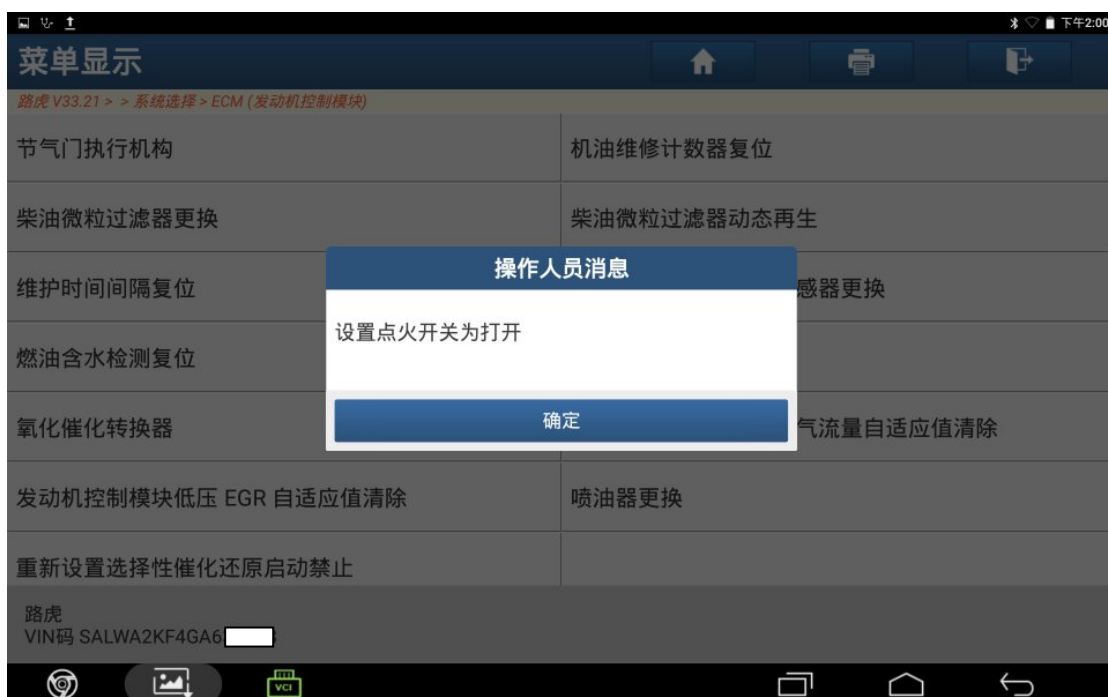 下午2:00
菜单显示
路虎 V33.21 > > 系统选择 > ECM (发动机控制模块)
节气门执行机构
机油维修计数器复位
柴油微粒过滤器更换
柴油微粒过滤器动态再生
操作人员消息
维护时间间隔复位
感器更换
设置点火开关为打开
燃油含水检测复位
确定
氧化催化转换器
气流量自适应值清除
发动机控制模块低压 EGR 自适应值清除
喷油器更换
重新设置选择性催化还原启动禁止
路虎
VIN码 SALWA2KF4GA6
VCI